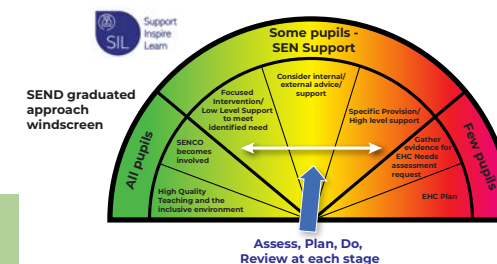 SIL
Support
Inspire
Learn
SEND graduated
approach
windscreen
Some pupils -
SEN Support
All pupils
Few pupils
High Quality
Teaching and the
inclusive environment
SENCO
becomes
involved
Focused
Intervention/
Low Level Support
to meet
identified need
Consider internal/
external advice/
support
Specific Provision/
High level support
Gather
evidence for
EHC Needs
assessment
request
EHC Plan
Assess, Plan, Do,
Review at each stage